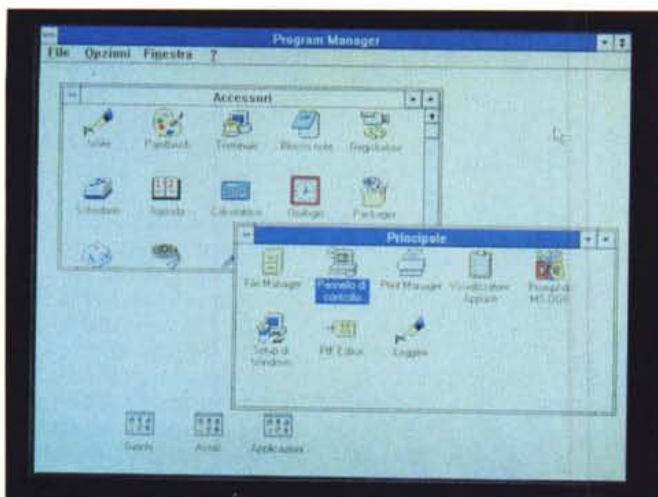 Program Manager
File Opzioni Finestra ?
Accessori
Write Paintbrush Terminale Blocco note Registratore
Schedario Agenda Calcolatrice Orologio Packager
Principale
File Manager Pannello di controllo Print Manager Visualizzatore Appunti Prompt di MS-DOS
Setup di Windows PIF Editor Leggimi
Giochi Avvio Applicazioni